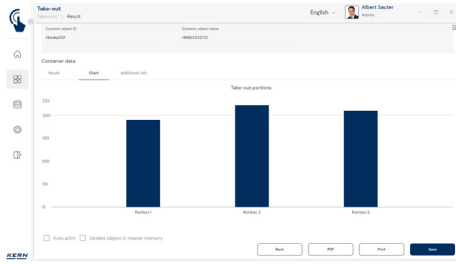 Take-out
Take-out | Result
English
Albert Sauter
Admin
Dynamic object ID
Dynamic object name
Container data
Result
Chart
Additional info
Take-out portions
232
200
150
100
50
0
Portion 1
Portion 2
Portion 3
Auto print
Update object in master memory
Back
PDF
Print
Save
KERN